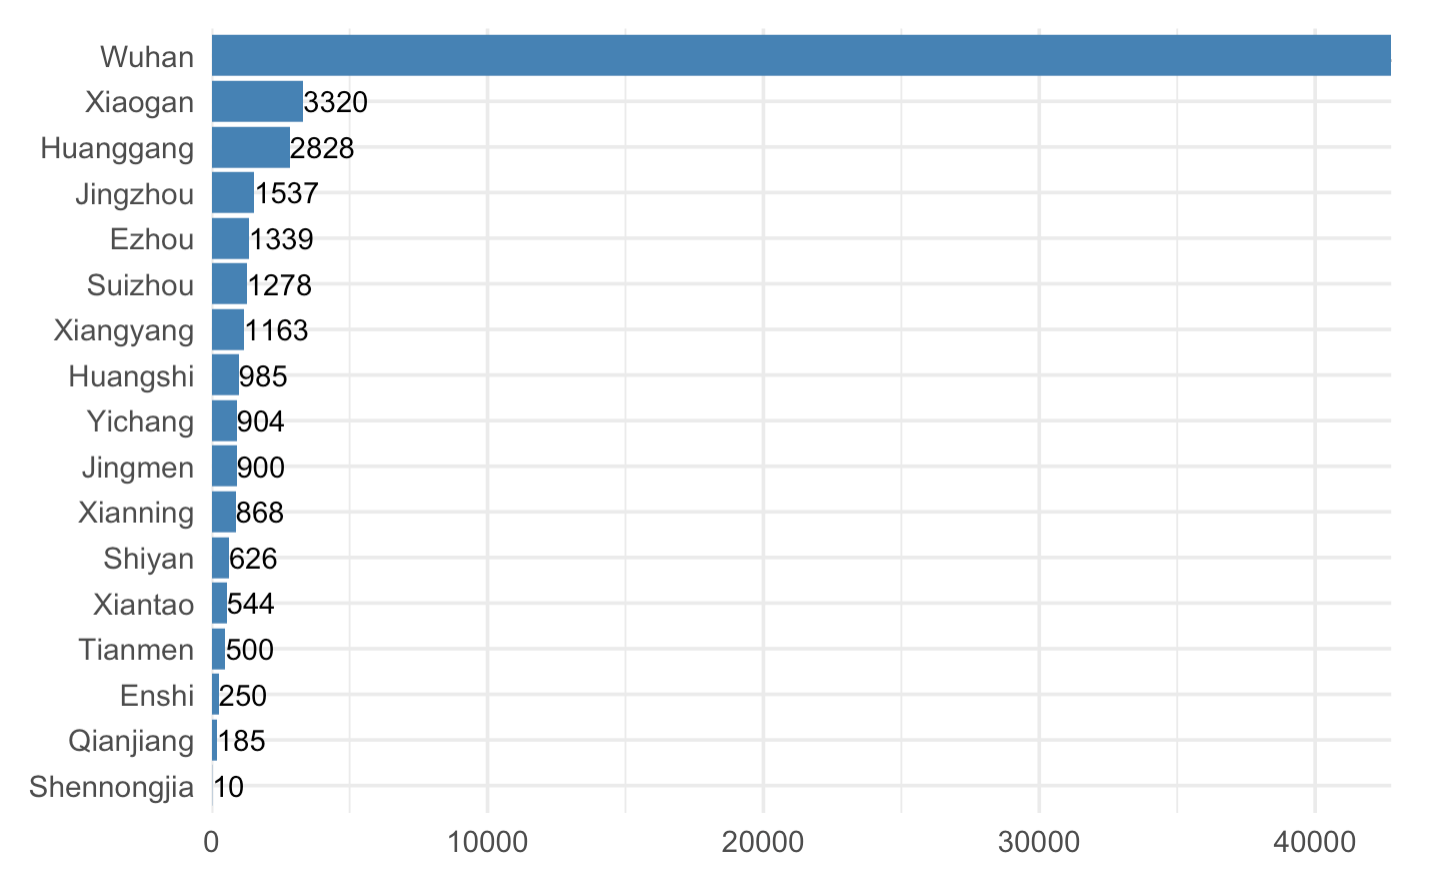 Wuhan
Xiaogan 3320
Huanggang 2828
Jingzhou 1537
Ezhou 1339
Suizhou 1278
Xiangyang 1163
Huangshi 985
Yichang 904
Jingmen 900
Xianning 868
Shiyan 626
Xiantao 544
Tianmen 500
Enshi 250
Qianjiang 185
Shennongjia 10
0 10000 20000 30000 40000